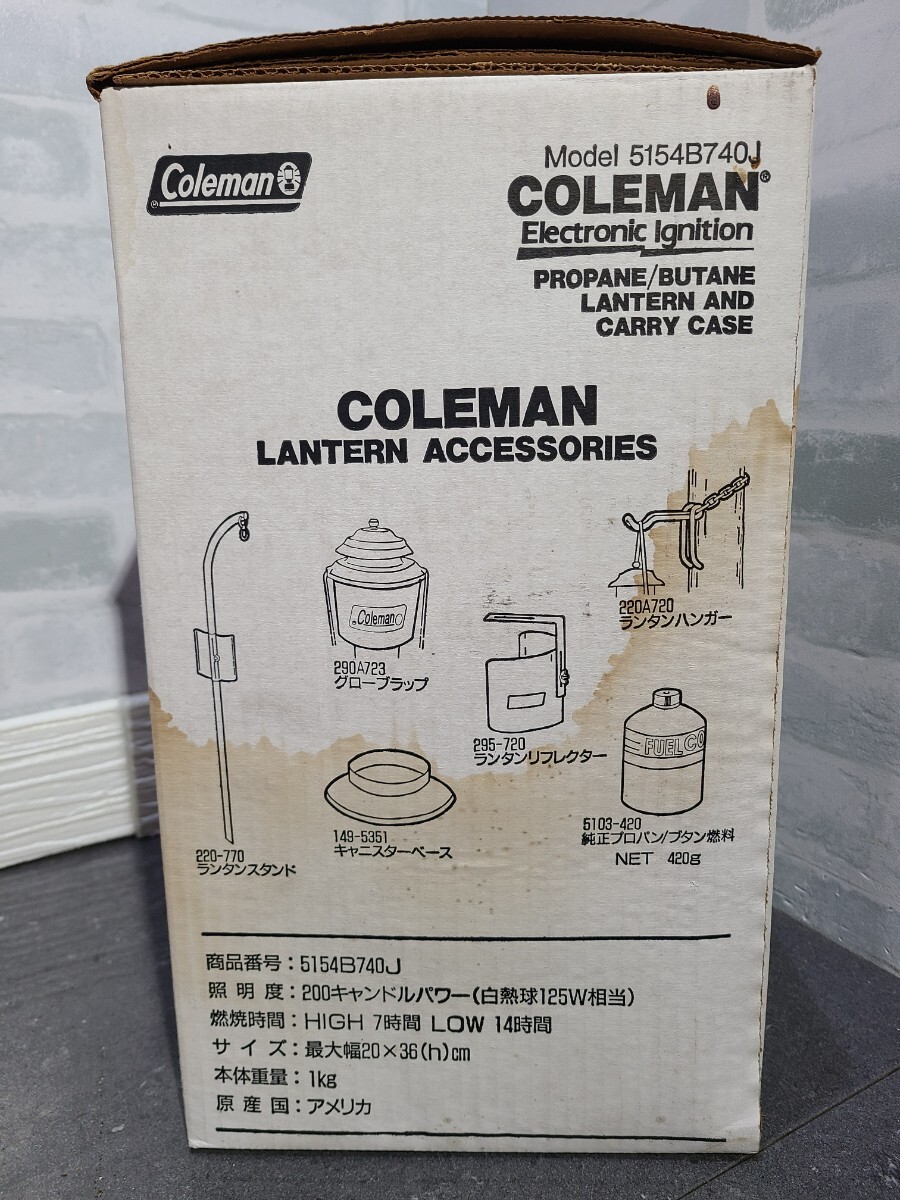 Coleman
Model 5154B740J
COLEMAN®
Electronic Ignition
PROPANE/BUTANE
LANTERN AND
CARRY CASE
COLEMAN
LANTERN ACCESSORIES
220A720
ランタンハンガー
Coleman
290A723
グローブラップ
295-720
ランタンリフレクター
FUEL CO
149-5351
キャニスターベース
5103-420
純正プロパン/ブタン燃料
NET 420g
220-770
ランタンスタンド
商品番号：5154B740J
照明度：200キャンドルパワー(白熱球125W相当)
燃焼時間：HIGH 7時間 LOW 14時間
サイズ：最大幅20×36(h)cm
本体重量：1kg
原産国：アメリカ